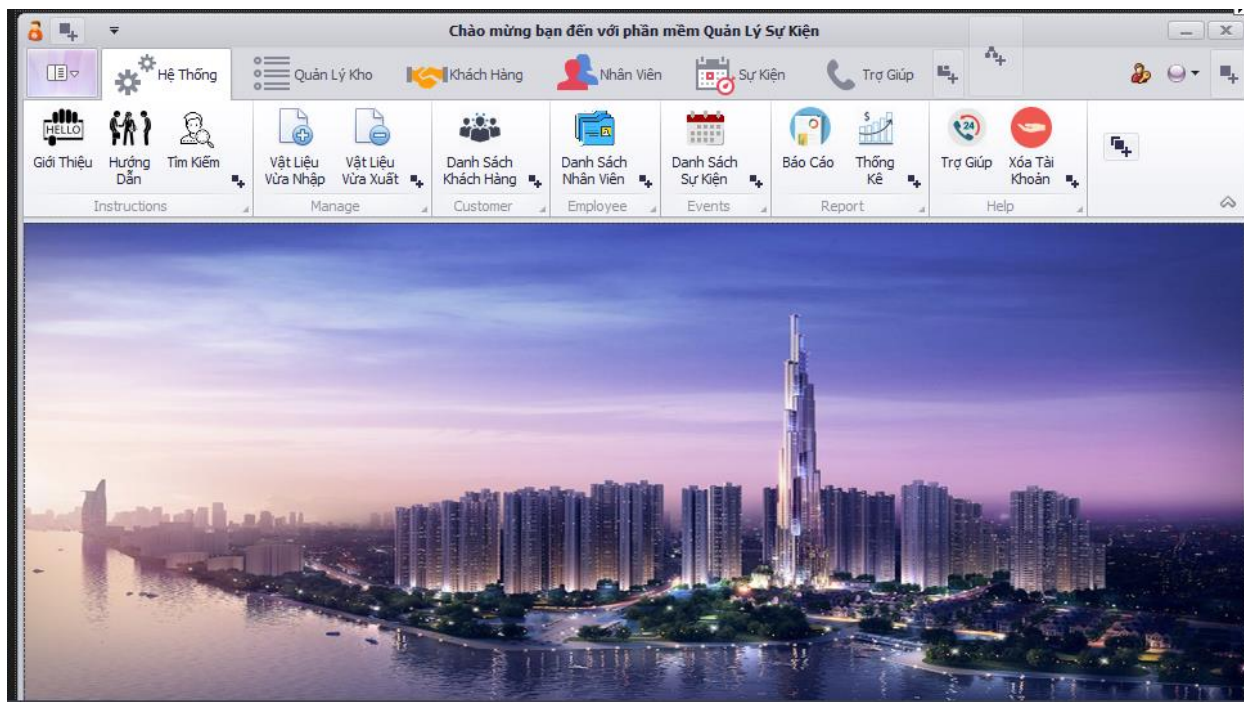 Chào mừng bạn đến với phần mềm Quản Lý Sự Kiện
Hệ Thống
Quản Lý Kho
Khách Hàng
Nhân Viên
Sự Kiện
Trợ Giúp
HELLO
24
$
Giới Thiệu
Hướng
Dẫn
Tìm Kiếm
Vật Liệu
Vừa Nhập
Vật Liệu
Vừa Xuất
Danh Sách
Khách Hàng
Danh Sách
Nhân Viên
Danh Sách
Sự Kiện
Báo Cáo
Thống
Kê
Trợ Giúp
Xóa Tài
Khoản
Instructions
Manage
Customer
Employee
Events
Report
Help